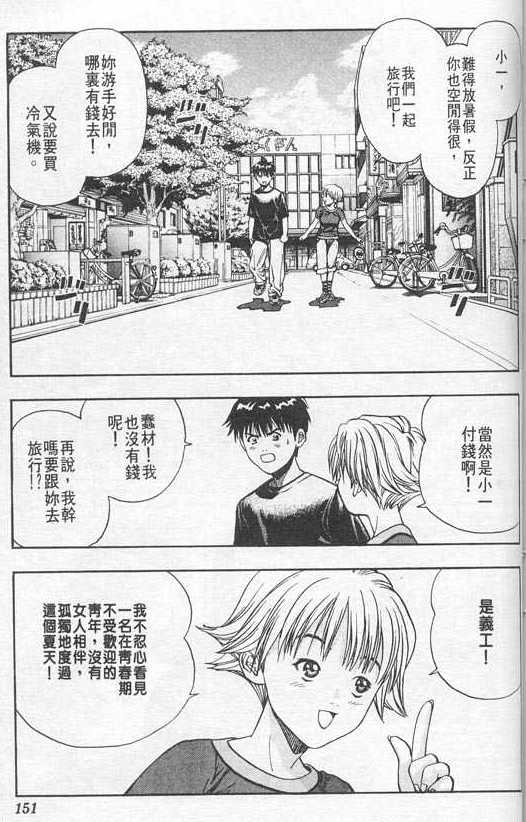 小一，
難得放暑假，反正
你也空閒得很，
我們一起
旅行吧！
妳游手好閒，
哪裏有錢去！
又說要買
冷氣機。
くぎん
當然是小一
付錢啊！
蠢材！我
也沒有錢
呢！
再說，我幹
嗎要跟妳去
旅行!?
是義工！
我不忍心看見
一名在青春期
不受歡迎的
青年，沒有
女人相伴，
孤獨地度過
這個夏天！
151